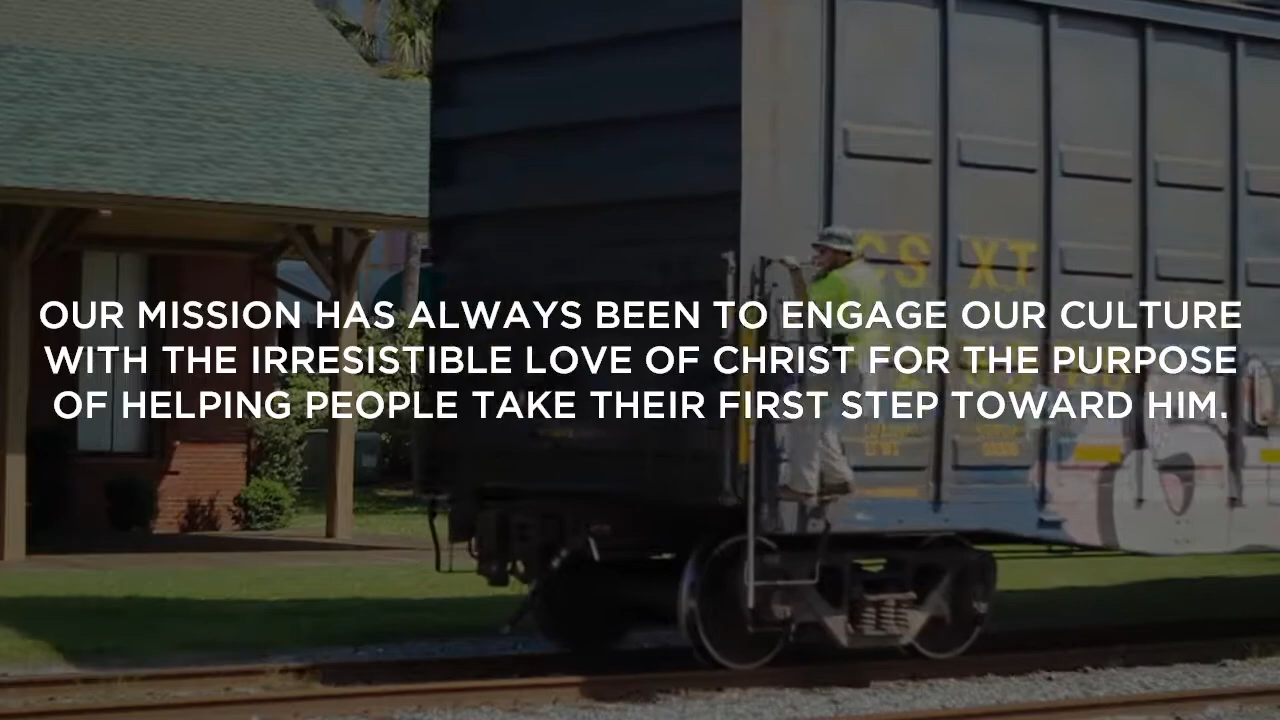 CSXT
OUR MISSION HAS ALWAYS BEEN TO ENGAGE OUR CULTURE
WITH THE IRRESISTIBLE LOVE OF CHRIST FOR THE PURPOSE
OF HELPING PEOPLE TAKE THEIR FIRST STEP TOWARD HIM.